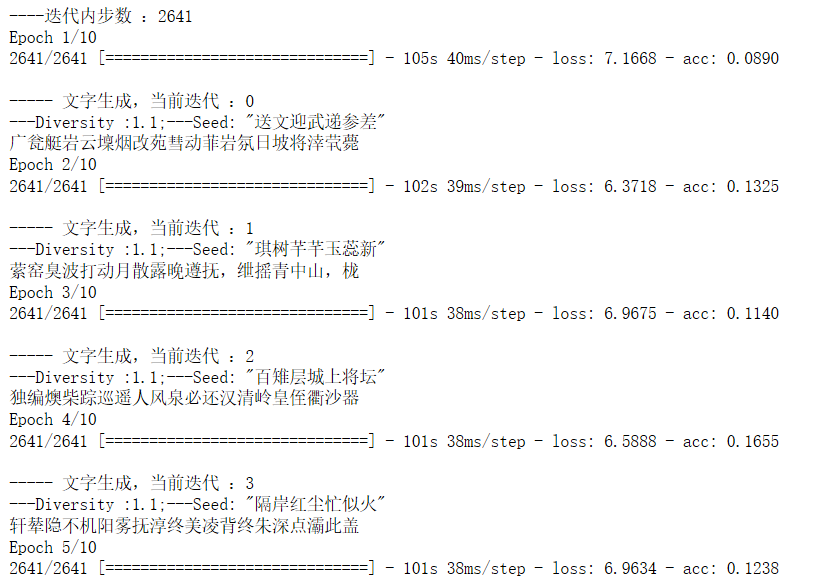 ----迭代内步数 ：2641
Epoch 1/10
2641/2641 [==============================] - 105s 40ms/step - loss: 7.1668 - acc: 0.0890
----- 文字生成，当前迭代 ：0
---Diversity :1.1;---Seed: "送文迎武递参差"
广瓮艇岩云壕烟改苑彗动菲岩氛日坡将滓茕薨
Epoch 2/10
2641/2641 [==============================] - 102s 39ms/step - loss: 6.3718 - acc: 0.1325
----- 文字生成，当前迭代 ：1
---Diversity :1.1;---Seed: "琪树芊芊玉蕊新"
萦窑臭波打动月散露晚遵抚，绁摇青中山，栊
Epoch 3/10
2641/2641 [==============================] - 101s 38ms/step - loss: 6.9675 - acc: 0.1140
----- 文字生成，当前迭代 ：2
---Diversity :1.1;---Seed: "百雉层城上将坛"
独编燠柴踪巡遥人风泉必还汉清岭皇侄衢沙器
Epoch 4/10
2641/2641 [==============================] - 101s 38ms/step - loss: 6.5888 - acc: 0.1655
----- 文字生成，当前迭代 ：3
---Diversity :1.1;---Seed: "隔岸红尘忙似火"
轩辇隐不机阳雾抚淳终美凌背终朱深点灞此盖
Epoch 5/10
2641/2641 [==============================] - 101s 38ms/step - loss: 6.9634 - acc: 0.1238